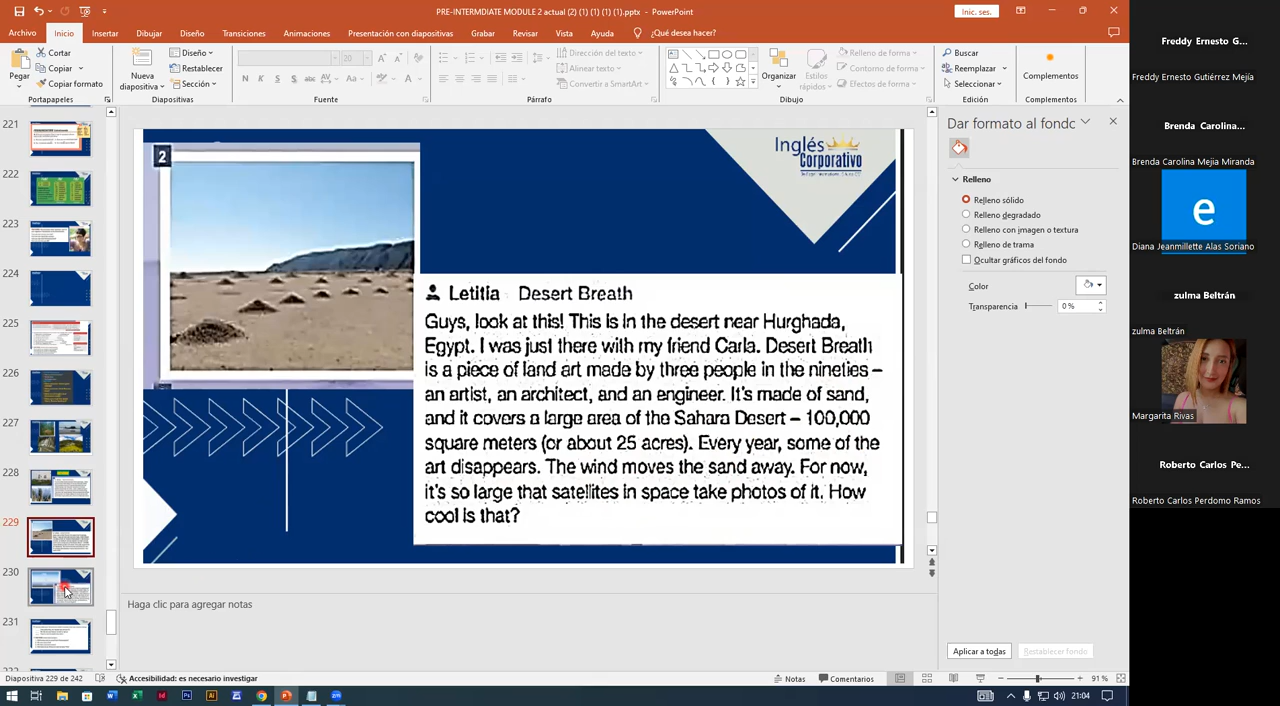 PRE-INTERMDIATE MODULE 2 actual (2) (1) (1) (1) (1).pptx - PowerPoint
Inic. ses.
Archivo Inicio Insertar Dibujar Diseño Transiciones Animaciones Presentación con diapositivas Grabar Revisar Vista Ayuda ¿Qué desea hacer?
Pegar
Cortar
Copiar
Copiar formato
Portapapeles
Nueva
diapositiva
Diseño
Restablecer
Sección
Diapositivas
20
N K S S abc AV Aa A
Fuente
Dirección del texto
Alinear texto
Convertir a SmartArt
Párrafo
Organizar
Estilos
rápidos
Relleno de forma
Contorno de forma
Efectos de forma
Dibujo
Buscar
Reemplazar
Seleccionar
Edición
Complementos
Complementos
221
222
223
224
225
226
227
228
229
230
231
2
Inglés
Corporativo
Letitia Desert Breath
Guys, look at this! This is in the desert near Hurghada,
Egypt. I was just there with my friend Carla. Desert Breath
is a piece of land art made by three people in the nineties –
an artist, an architect, and an engineer. It's made of sand,
and it covers a large area of the Sahara Desert – 100,000
square meters (or about 25 acres). Every year, some of the
art disappears. The wind moves the sand away. For now,
it's so large that satellites in space take photos of it. How
cool is that?
Haga clic para agregar notas
Dar formato al fondo
Relleno
Relleno sólido
Relleno degradado
Relleno con imagen o textura
Relleno de trama
Ocultar gráficos del fondo
Color
Transparencia 0 %
Aplicar a todas Restablecer fondo
Diapositiva 229 de 242 Accesibilidad: es necesario investigar Notas Comentarios 91 %
21:04
Freddy Ernesto G...
Freddy Ernesto Gutiérrez Mejía
Brenda Carolina...
Brenda Carolina Mejia Miranda
e
Diana Jeanmillette Alas Soriano
zulma Beltrán
zulma Beltrán
Margarita Rivas
Roberto Carlos Pe...
Roberto Carlos Perdomo Ramos